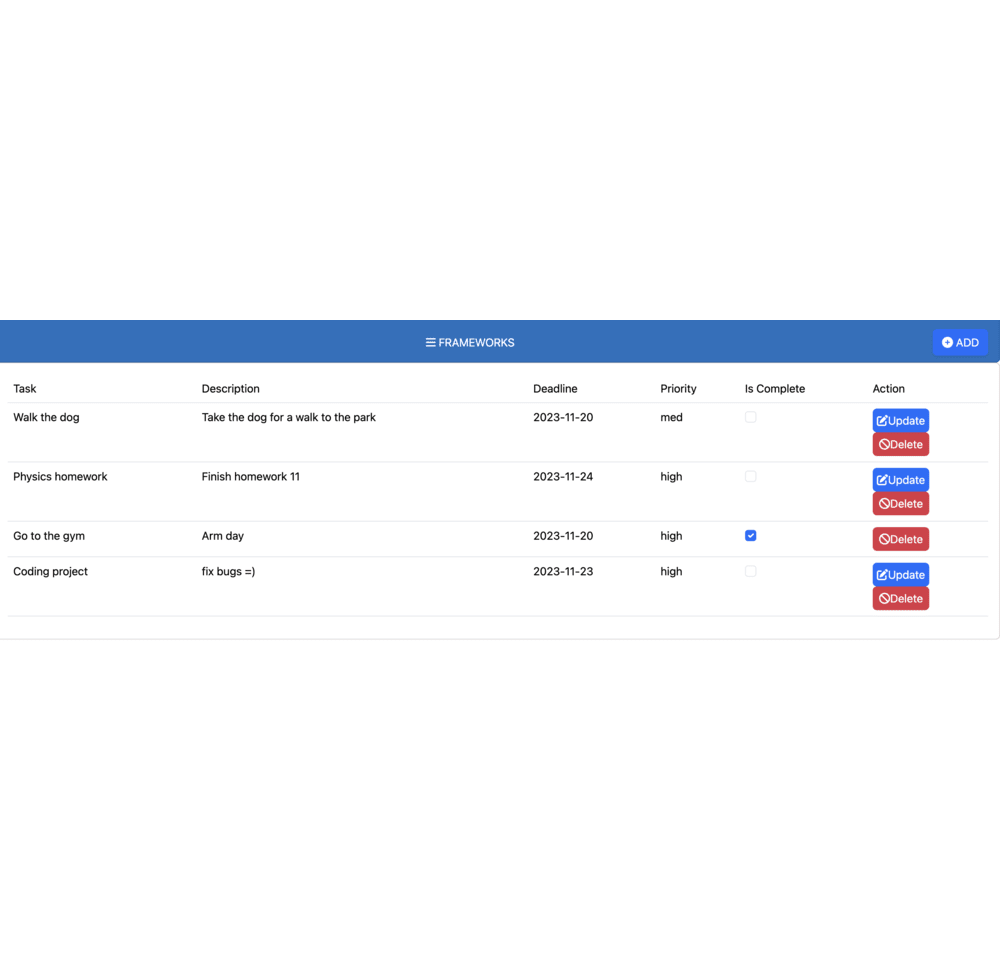 FRAMEWORKS ADD
Task Description Deadline Priority Is Complete Action
Walk the dog Take the dog for a walk to the park 2023-11-20 med Update
Delete
Physics homework Finish homework 11 2023-11-24 high Update
Delete
Go to the gym Arm day 2023-11-20 high Delete
Coding project fix bugs =) 2023-11-23 high Update
Delete